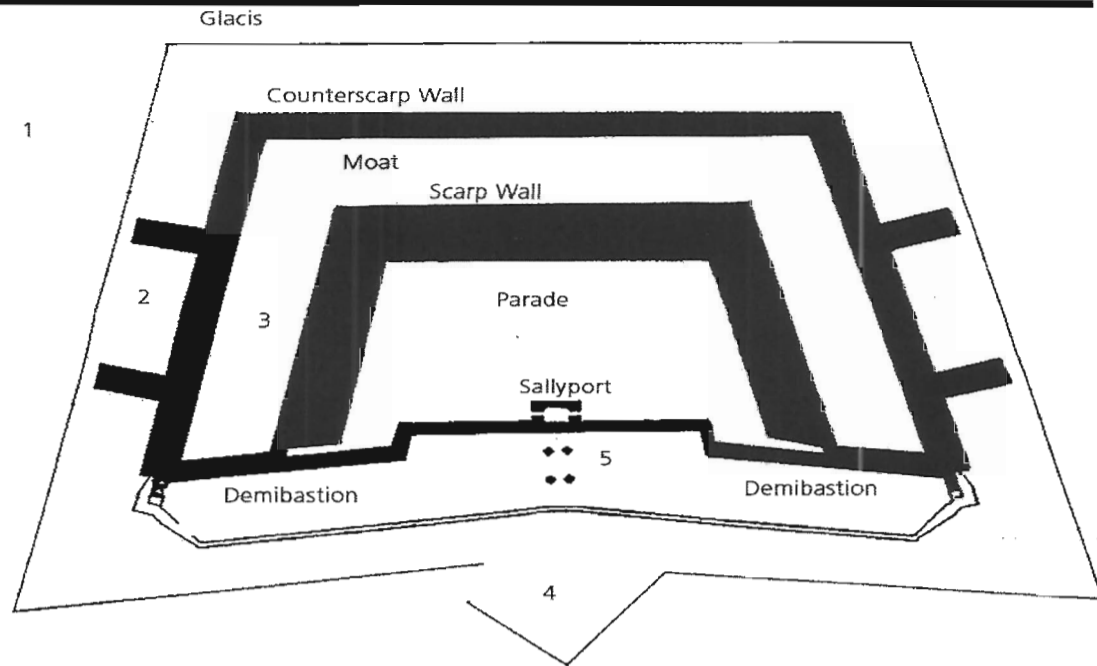 Glacis
Counterscarp Wall
1
Moat
Scarp Wall
2
3
Parade
Sallyport
5
Demibastion
Demibastion
4